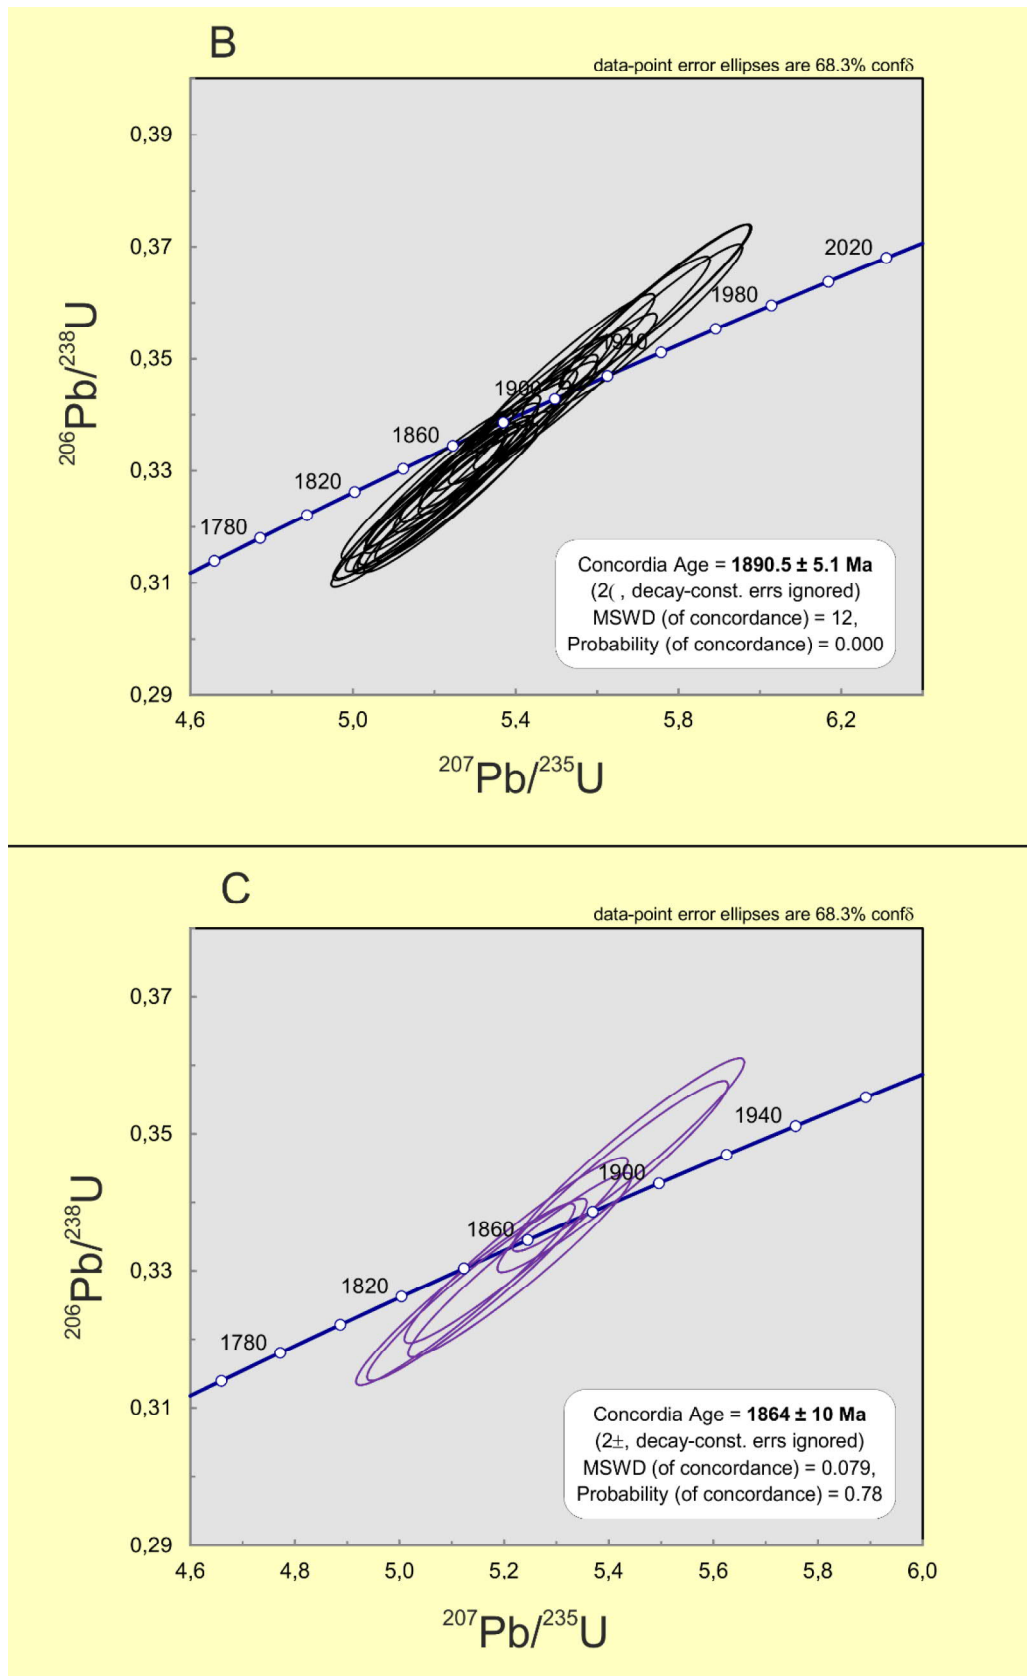 B
data-point error ellipses are 68.3% confδ
0,39
0,37
0,35
0,33
0,31
0,29
2020
1980
1940
1900
1860
1820
1780
Concordia Age = 1890.5 ± 5.1 Ma
(2( , decay-const. errs ignored)
MSWD (of concordance) = 12,
Probability (of concordance) = 0.000
4,6 5,0 5,4 5,8 6,2
206Pb/238U
207Pb/235U
C
data-point error ellipses are 68.3% confδ
0,37
0,35
0,33
0,31
0,29
1940
1900
1860
1820
1780
Concordia Age = 1864 ± 10 Ma
(2±, decay-const. errs ignored)
MSWD (of concordance) = 0.079,
Probability (of concordance) = 0.78
4,6 4,8 5,0 5,2 5,4 5,6 5,8 6,0
206Pb/238U
207Pb/235U